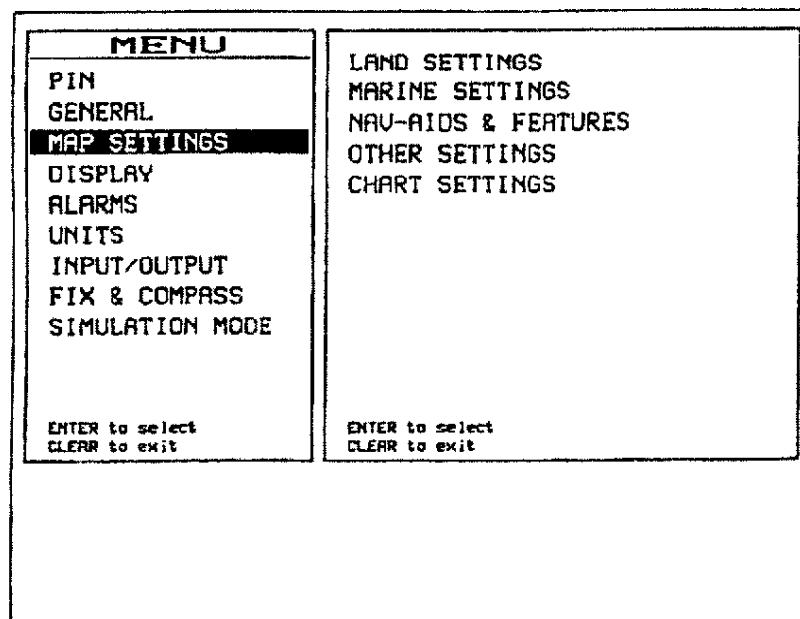 MENU
PIN
GENERAL
MAP SETTINGS
DISPLAY
ALARMS
UNITS
INPUT/OUTPUT
FIX & COMPASS
SIMULATION MODE
ENTER to select
CLEAR to exit
LAND SETTINGS
MARINE SETTINGS
NAV-AIDS & FEATURES
OTHER SETTINGS
CHART SETTINGS
ENTER to select
CLEAR to exit